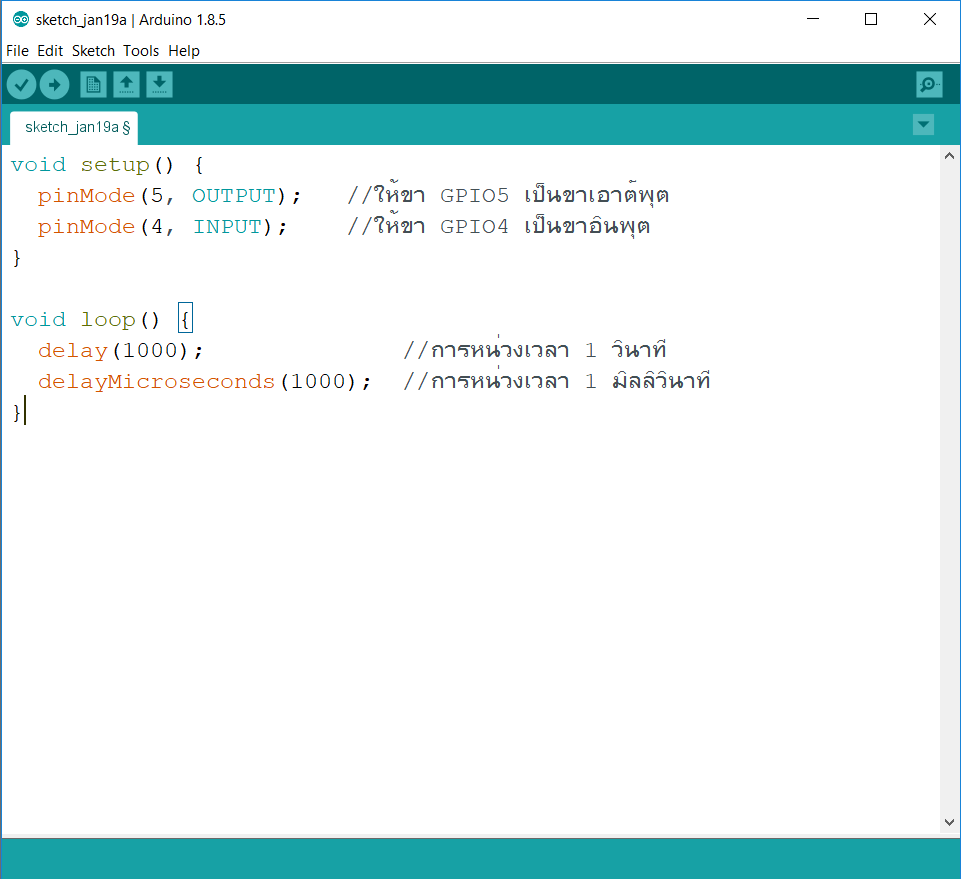 sketch_jan19a | Arduino 1.8.5
File Edit Sketch Tools Help
sketch_jan19a §
void setup() {
  pinMode(5, OUTPUT);   //ให้ขา GPIO5 เป็นขาเอาต์พุต
  pinMode(4, INPUT);    //ให้ขา GPIO4 เป็นขาอินพุต
}
void loop() {
  delay(1000);              //การหน่วงเวลา 1 วินาที
  delayMicroseconds(1000);  //การหน่วงเวลา 1 มิลลิวินาที
}